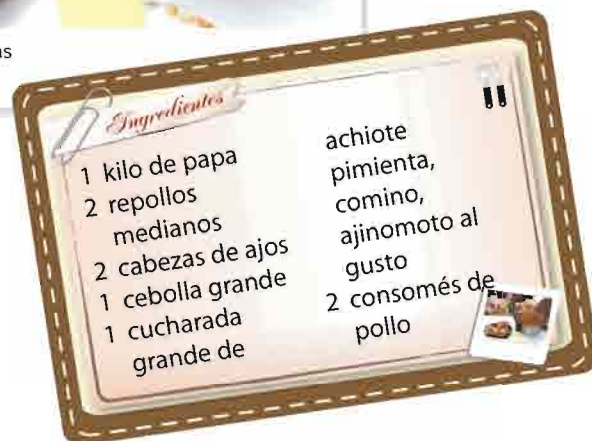 as
Ingredientes
1 kilo de papa
2 repollos
medianos
2 cabezas de ajos
1 cebolla grande
1 cucharada
grande de
achiote
pimienta,
comino,
ajinomoto al
gusto
2 consomés de
pollo